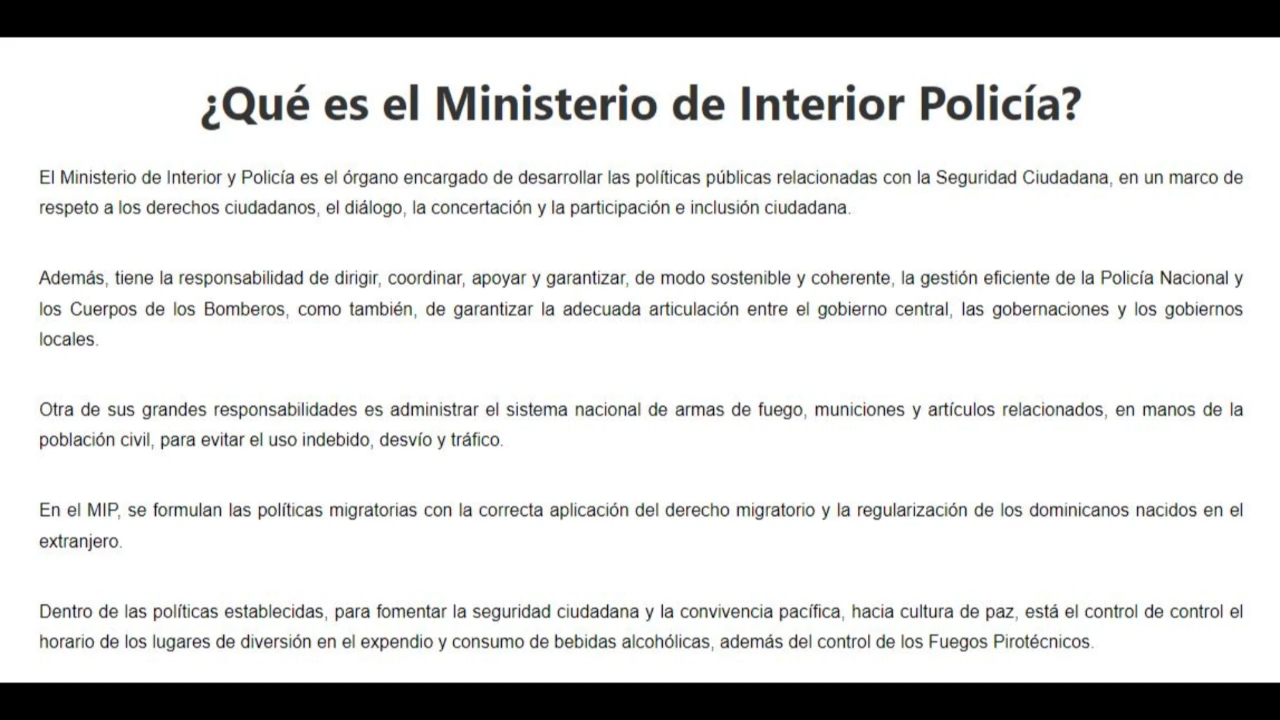 ¿Qué es el Ministerio de Interior Policía?
El Ministerio de Interior y Policía es el órgano encargado de desarrollar las políticas públicas relacionadas con la Seguridad Ciudadana, en un marco de
respeto a los derechos ciudadanos, el diálogo, la concertación y la participación e inclusión ciudadana.
Además, tiene la responsabilidad de dirigir, coordinar, apoyar y garantizar, de modo sostenible y coherente, la gestión eficiente de la Policía Nacional y
los Cuerpos de los Bomberos, como también, de garantizar la adecuada articulación entre el gobierno central, las gobernaciones y los gobiernos
locales.
Otra de sus grandes responsabilidades es administrar el sistema nacional de armas de fuego, municiones y artículos relacionados, en manos de la
población civil, para evitar el uso indebido, desvío y tráfico.
En el MIP, se formulan las políticas migratorias con la correcta aplicación del derecho migratorio y la regularización de los dominicanos nacidos en el
extranjero.
Dentro de las políticas establecidas, para fomentar la seguridad ciudadana y la convivencia pacífica, hacia cultura de paz, está el control de control el
horario de los lugares de diversión en el expendio y consumo de bebidas alcohólicas, además del control de los Fuegos Pirotécnicos.